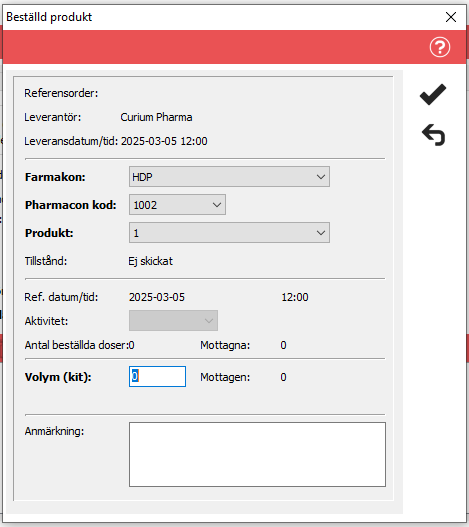 Beställd produkt
Referensorder:
Leverantör: Curium Pharma
Leveransdatum/tid: 2025-03-05 12:00
Farmakon: HDP
Pharmacon kod: 1002
Produkt: 1
Tillstånd: Ej skickat
Ref. datum/tid: 2025-03-05 12:00
Aktivitet:
Antal beställda doser:0 Mottagna: 0
Volym (kit): 0 Mottagen: 0
Anmärkning: